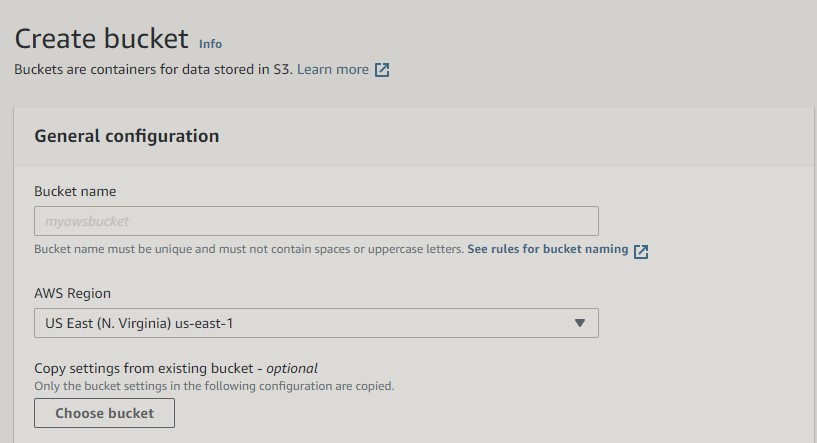 Create bucket Info
Buckets are containers for data stored in S3. Learn more
General configuration
Bucket name
myawsbucket
Bucket name must be unique and must not contain spaces or uppercase letters. See rules for bucket naming
AWS Region
US East (N. Virginia) us-east-1
Copy settings from existing bucket - optional
Only the bucket settings in the following configuration are copied.
Choose bucket